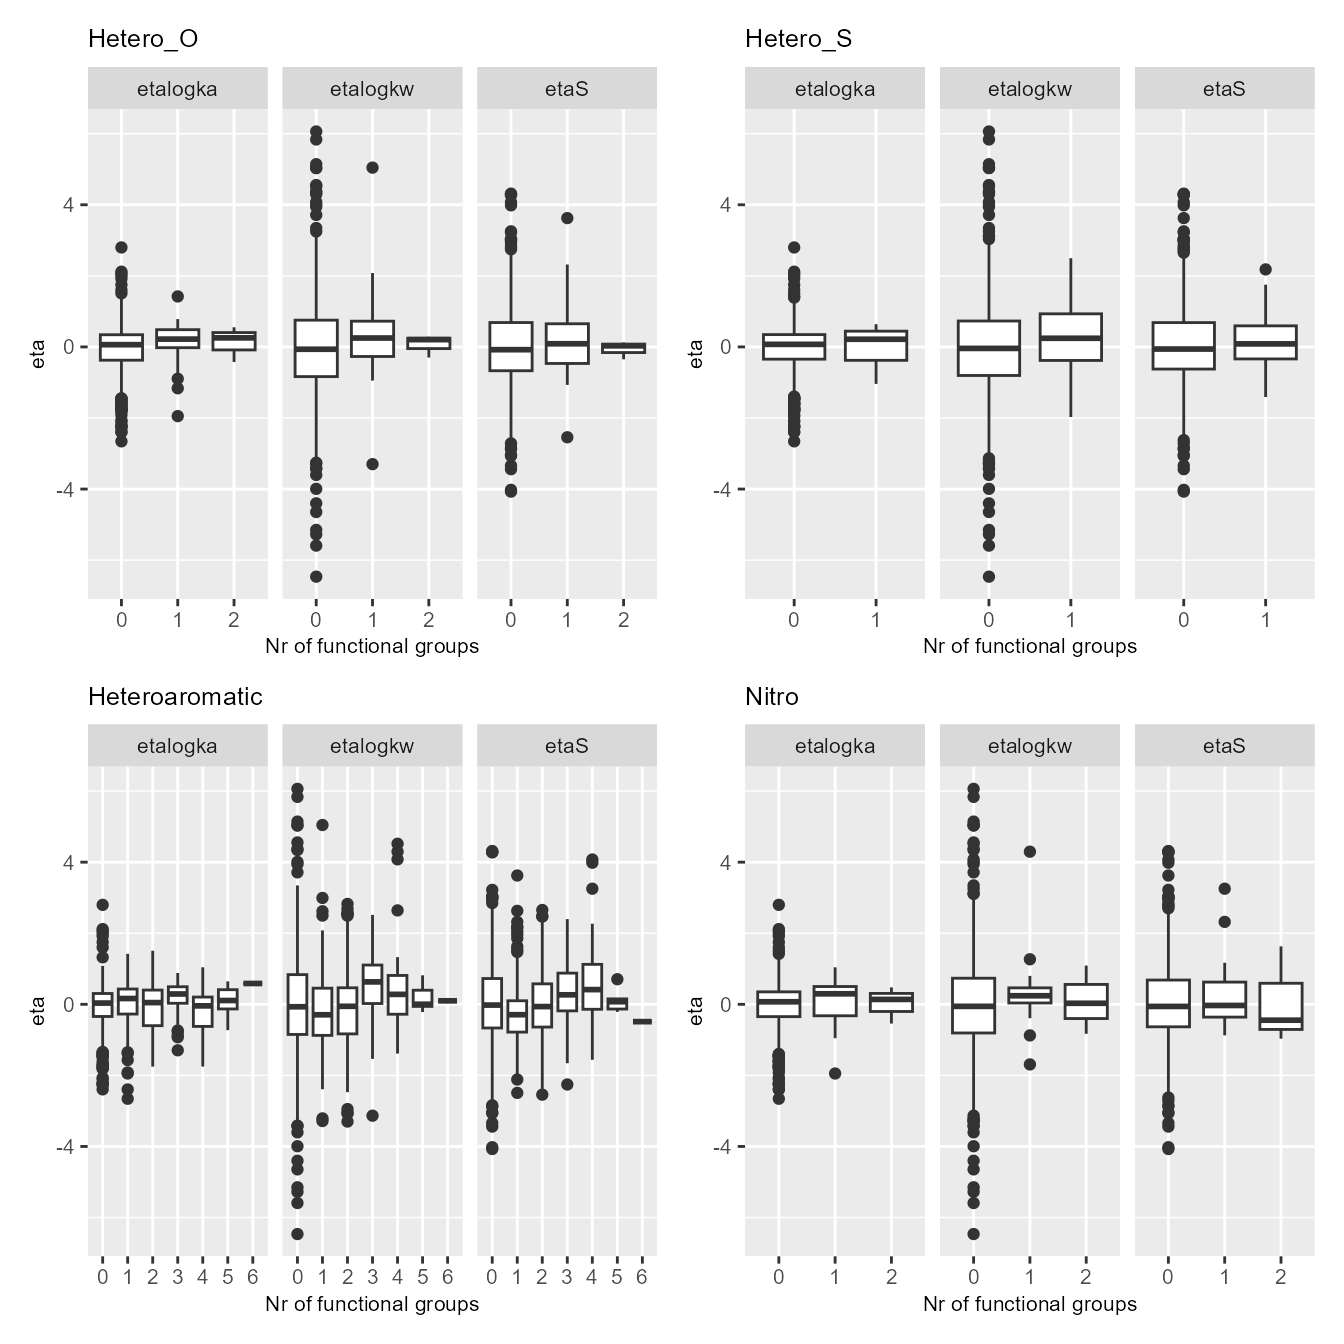 Hetero_O
etalogka etalogkw etaS
eta
4
0
-4
0 1 2 0 1 2 0 1 2
Nr of functional groups
Hetero_S
etalogka etalogkw etaS
eta
4
0
-4
0 1 0 1 0 1
Nr of functional groups
Heteroaromatic
etalogka etalogkw etaS
eta
4
0
-4
0 1 2 3 4 5 6 0 1 2 3 4 5 6 0 1 2 3 4 5 6
Nr of functional groups
Nitro
etalogka etalogkw etaS
eta
4
0
-4
0 1 2 0 1 2 0 1 2
Nr of functional groups